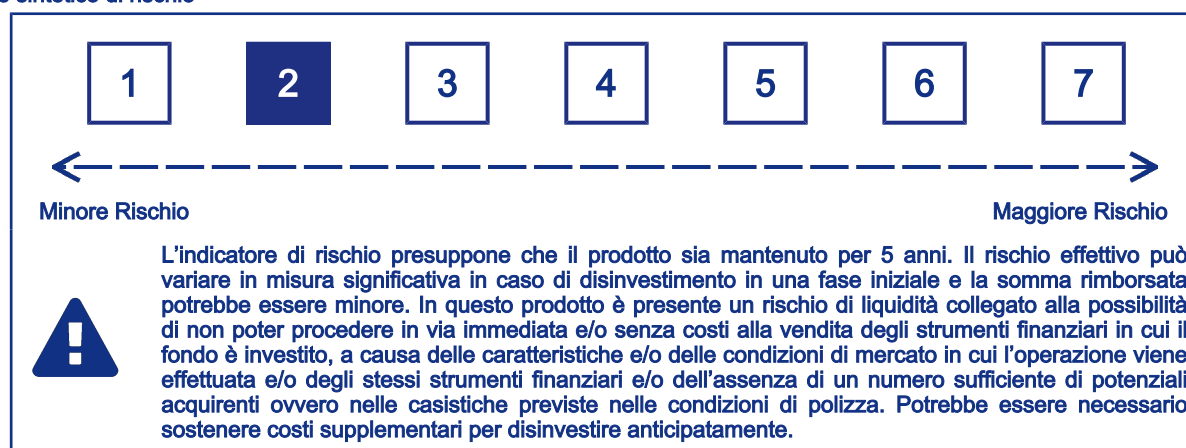 sintetico di rischio
1 2 3 4 5 6 7
Minore Rischio Maggiore Rischio
L'indicatore di rischio presuppone che il prodotto sia mantenuto per 5 anni. Il rischio effettivo può
variare in misura significativa in caso di disinvestimento in una fase iniziale e la somma rimborsata
potrebbe essere minore. In questo prodotto è presente un rischio di liquidità collegato alla possibilità
di non poter procedere in via immediata e/o senza costi alla vendita degli strumenti finanziari in cui il
fondo è investito, a causa delle caratteristiche e/o delle condizioni di mercato in cui l'operazione viene
effettuata e/o degli stessi strumenti finanziari e/o dell'assenza di un numero sufficiente di potenziali
acquirenti ovvero nelle casistiche previste nelle condizioni di polizza. Potrebbe essere necessario
sostenere costi supplementari per disinvestire anticipatamente.